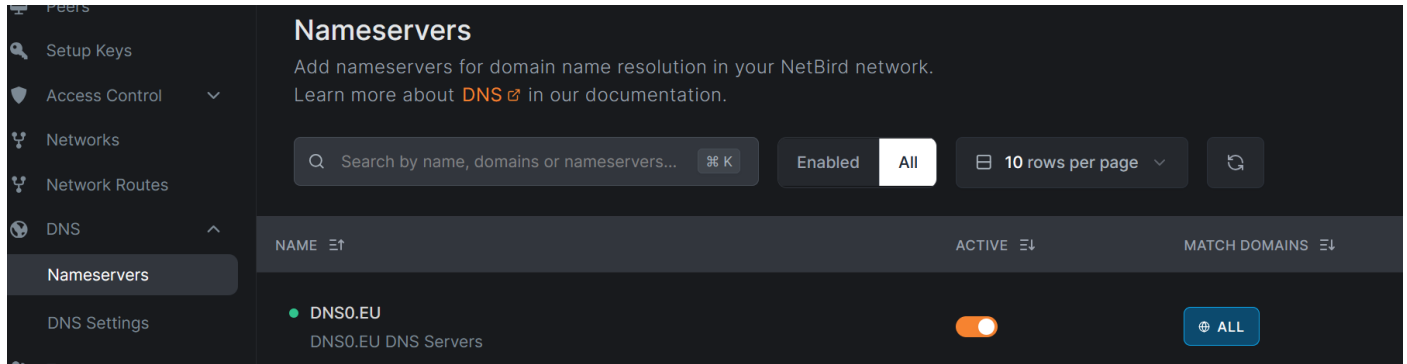 Peers
Setup Keys
Access Control
Networks
Network Routes
DNS
Nameservers
DNS Settings
Nameservers
Add nameservers for domain name resolution in your NetBird network.
Learn more about DNS in our documentation.
Search by name, domains or nameservers... ⌘ K
Enabled All
10 rows per page
NAME ACTIVE MATCH DOMAINS
DNS0.EU
DNS0.EU DNS Servers
ALL